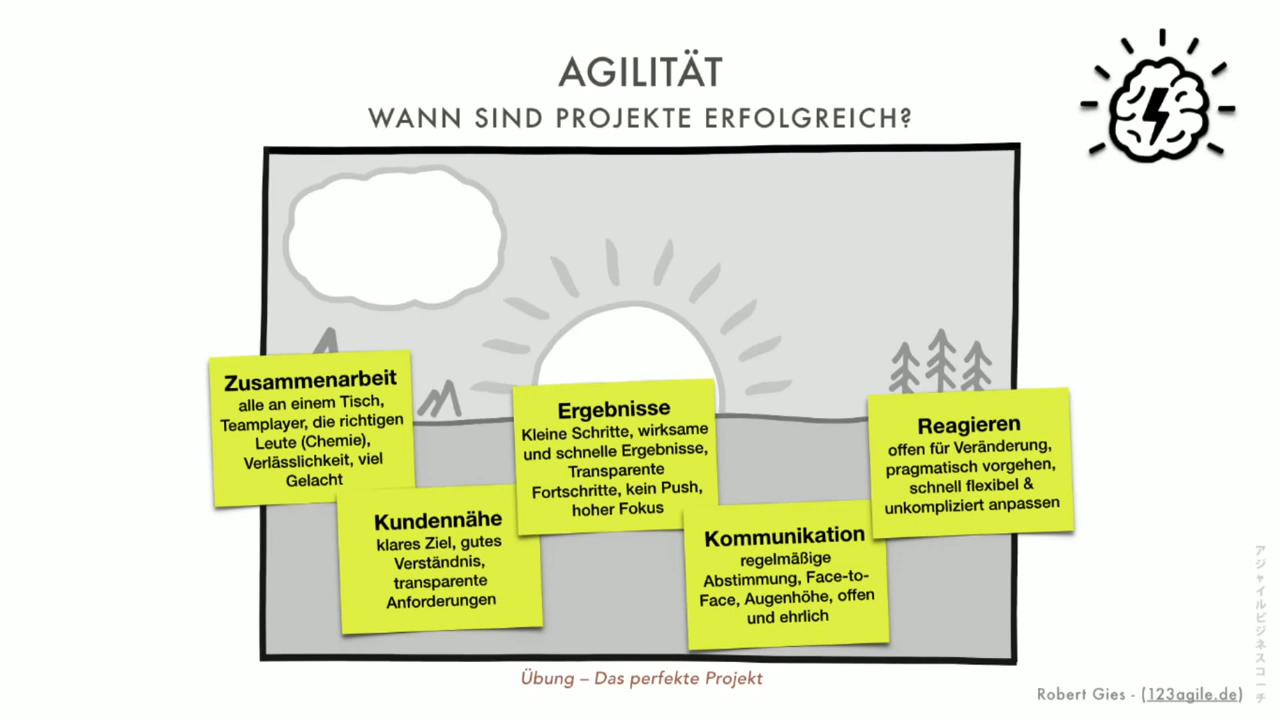 AGILITÄT
WANN SIND PROJEKTE ERFOLGREICH?
Zusammenarbeit
alle an einem Tisch,
Teamplayer, die richtigen
Leute (Chemie),
Verlässlichkeit, viel
Gelacht
Kundennähe
klares Ziel, gutes
Verständnis,
transparente
Anforderungen
Ergebnisse
Kleine Schritte, wirksame
und schnelle Ergebnisse,
Transparente
Fortschritte, kein Push,
hoher Fokus
Kommunikation
regelmäßige
Abstimmung, Face-to-
Face, Augenhöhe, offen
und ehrlich
Reagieren
offen für Veränderung,
pragmatisch vorgehen,
schnell flexibel &
unkompliziert anpassen
Übung – Das perfekte Projekt
Robert Gies - (123agile.de)
アジャイルビジネスコーチ